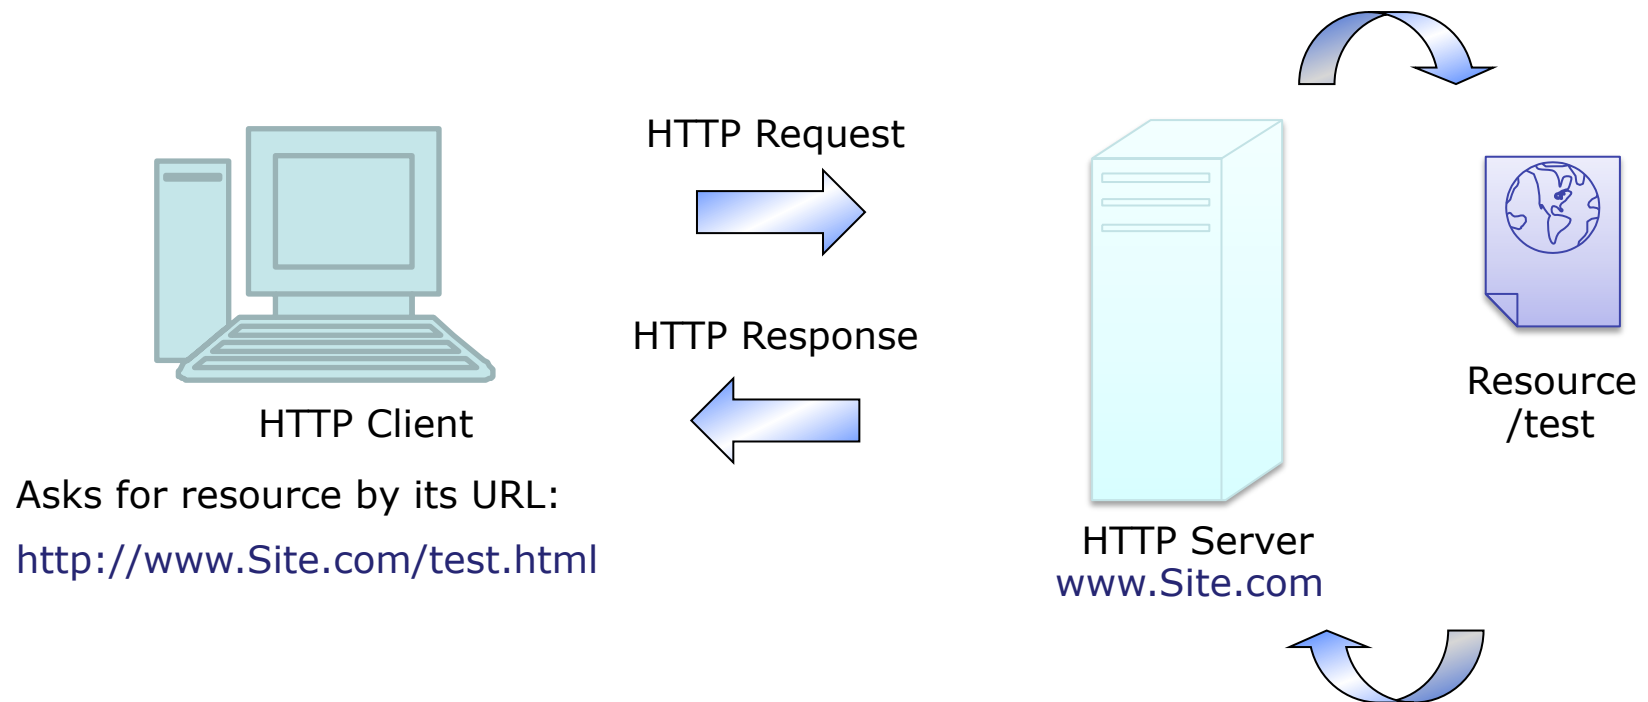 HTTP Request
HTTP Response
HTTP Client
Asks for resource by its URL:
http://www.Site.com/test.html
HTTP Server
www.Site.com
Resource
/test